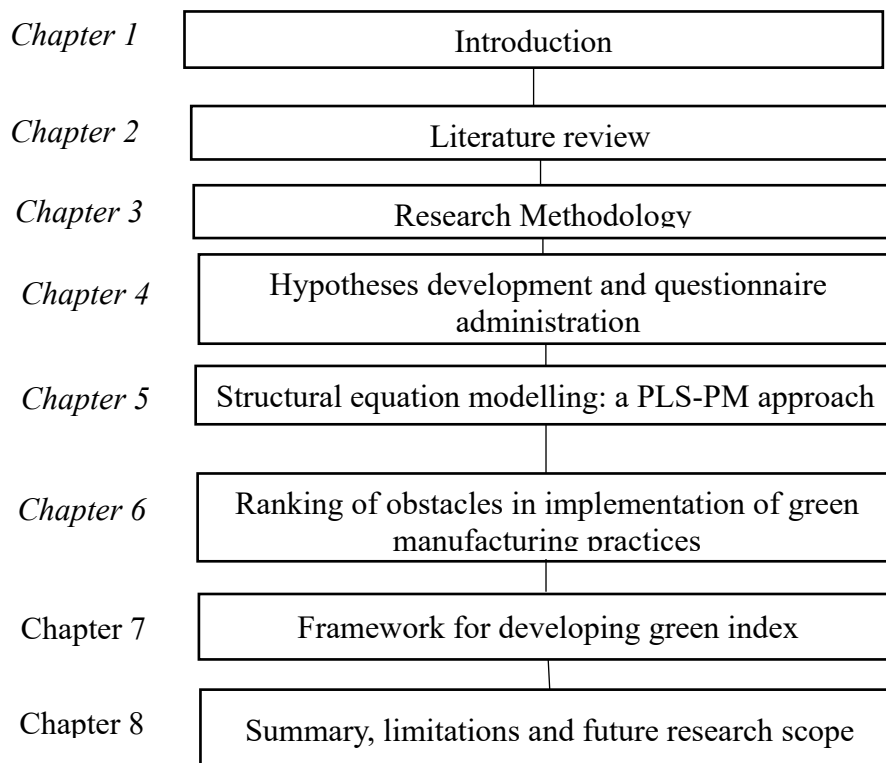 Chapter 1
Introduction
Chapter 2
Literature review
Chapter 3
Research Methodology
Chapter 4
Hypotheses development and questionnaire
administration
Chapter 5
Structural equation modelling: a PLS-PM approach
Chapter 6
Ranking of obstacles in implementation of green
manufacturing practices
Chapter 7
Framework for developing green index
Chapter 8
Summary, limitations and future research scope